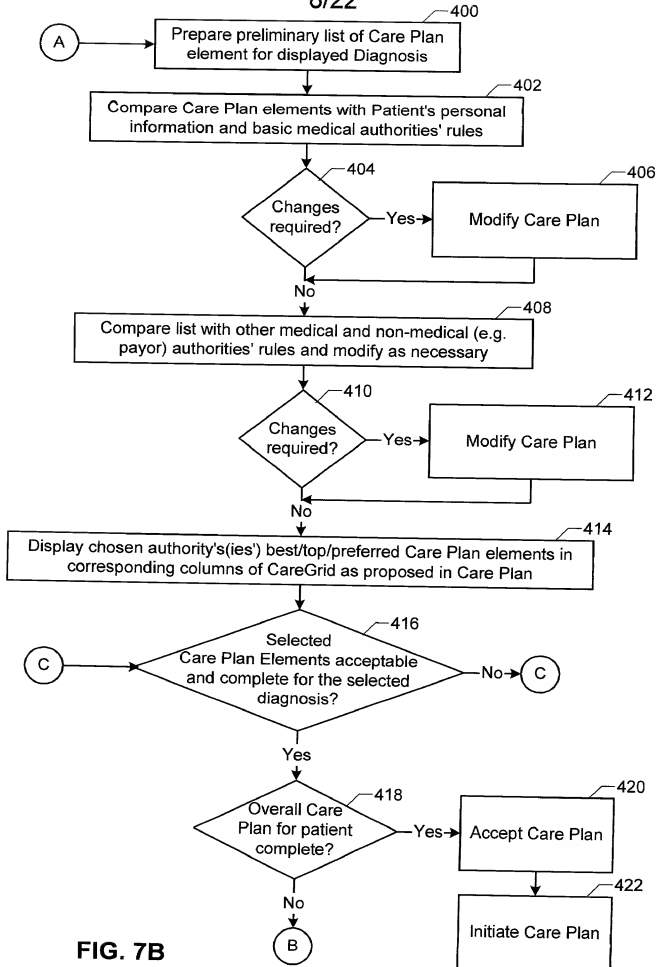 6/22
400
A
Prepare preliminary list of Care Plan
element for displayed Diagnosis
402
Compare Care Plan elements with Patient's personal
information and basic medical authorities' rules
404
406
Changes
required?
Yes
Modify Care Plan
No
408
Compare list with other medical and non-medical (e.g.
payor) authorities' rules and modify as necessary
410
412
Changes
required?
Yes
Modify Care Plan
No
414
Display chosen authority's(ies') best/top/preferred Care Plan elements in
corresponding columns of CareGrid as proposed in Care Plan
416
C
Selected
Care Plan Elements acceptable
and complete for the selected
diagnosis?
No
C
Yes
418
420
Overall Care
Plan for patient
complete?
Yes
Accept Care Plan
422
No
Initiate Care Plan
B
FIG. 7B